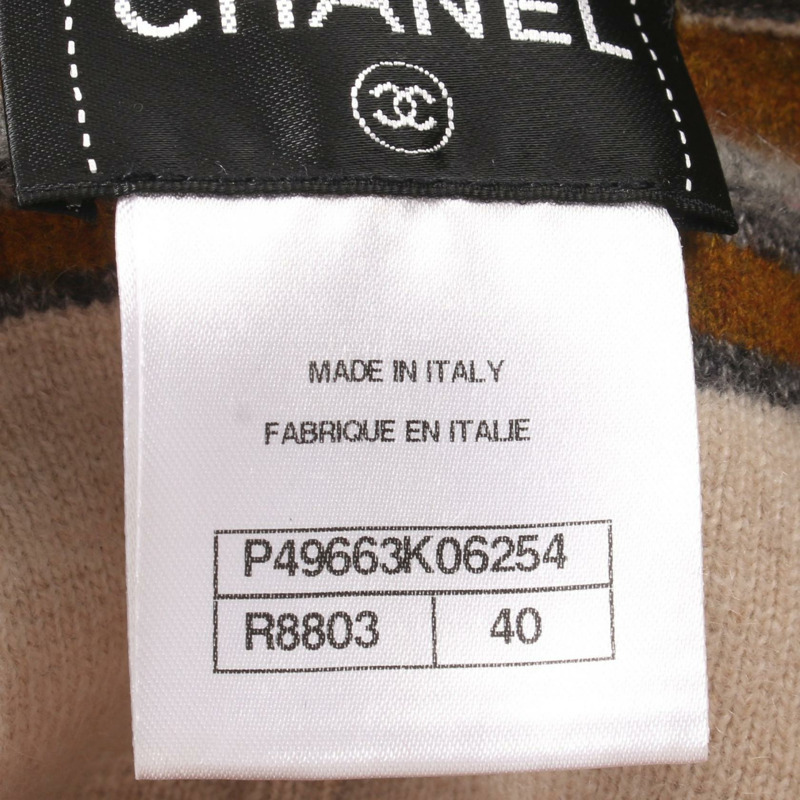 CHANEL
MADE IN ITALY
FABRIQUE EN ITALIE
P49663K06254
R8803 40